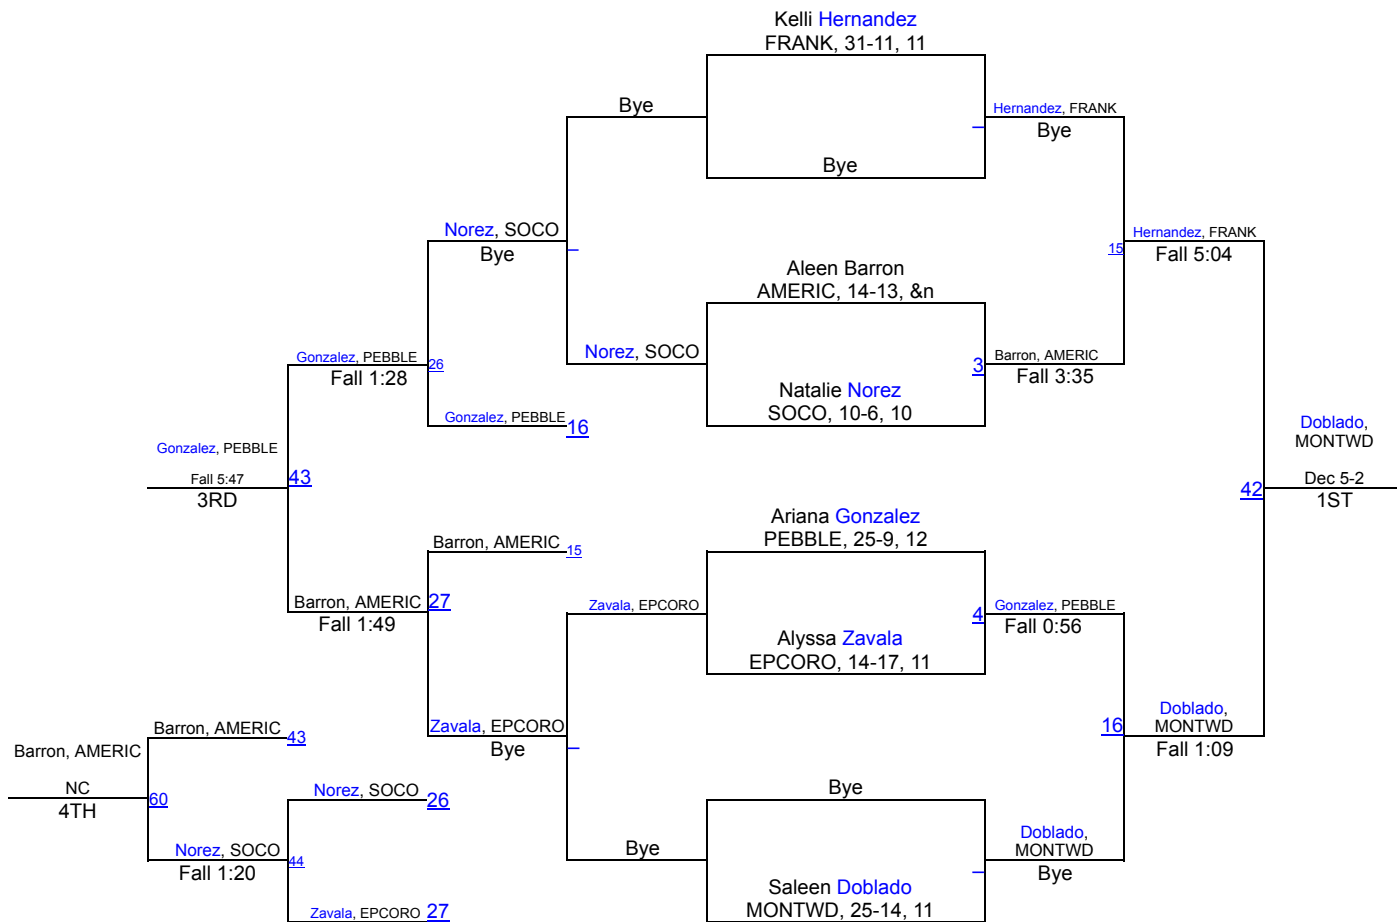 Kelli Hernandez
FRANK, 31-11, 11
Bye
Hernandez, FRANK
Bye
Bye
Norez, SOCO
Bye
Hernandez, FRANK
15
Fall 5:04
Aleen Barron
AMERIC, 14-13, &n
Norez, SOCO
3
Barron, AMERIC
Fall 3:35
Gonzalez, PEBBLE
26
Fall 1:28
Natalie Norez
SOCO, 10-6, 10
Gonzalez, PEBBLE
16
Gonzalez, PEBBLE
Fall 5:47
43
3RD
Doblado,
MONTWD
42
Dec 5-2
1ST
Ariana Gonzalez
PEBBLE, 25-9, 12
Barron, AMERIC
15
Barron, AMERIC
27
Fall 1:49
Zavala, EPCORO
4
Gonzalez, PEBBLE
Fall 0:56
Alyssa Zavala
EPCORO, 14-17, 11
Zavala, EPCORO
Bye
16
Doblado,
MONTWD
Fall 1:09
Barron, AMERIC
43
Barron, AMERIC
NC
60
4TH
Norez, SOCO
26
Bye
Norez, SOCO
44
Fall 1:20
Bye
Doblado,
MONTWD
Bye
Saleen Doblado
MONTWD, 25-14, 11
Zavala, EPCORO
27